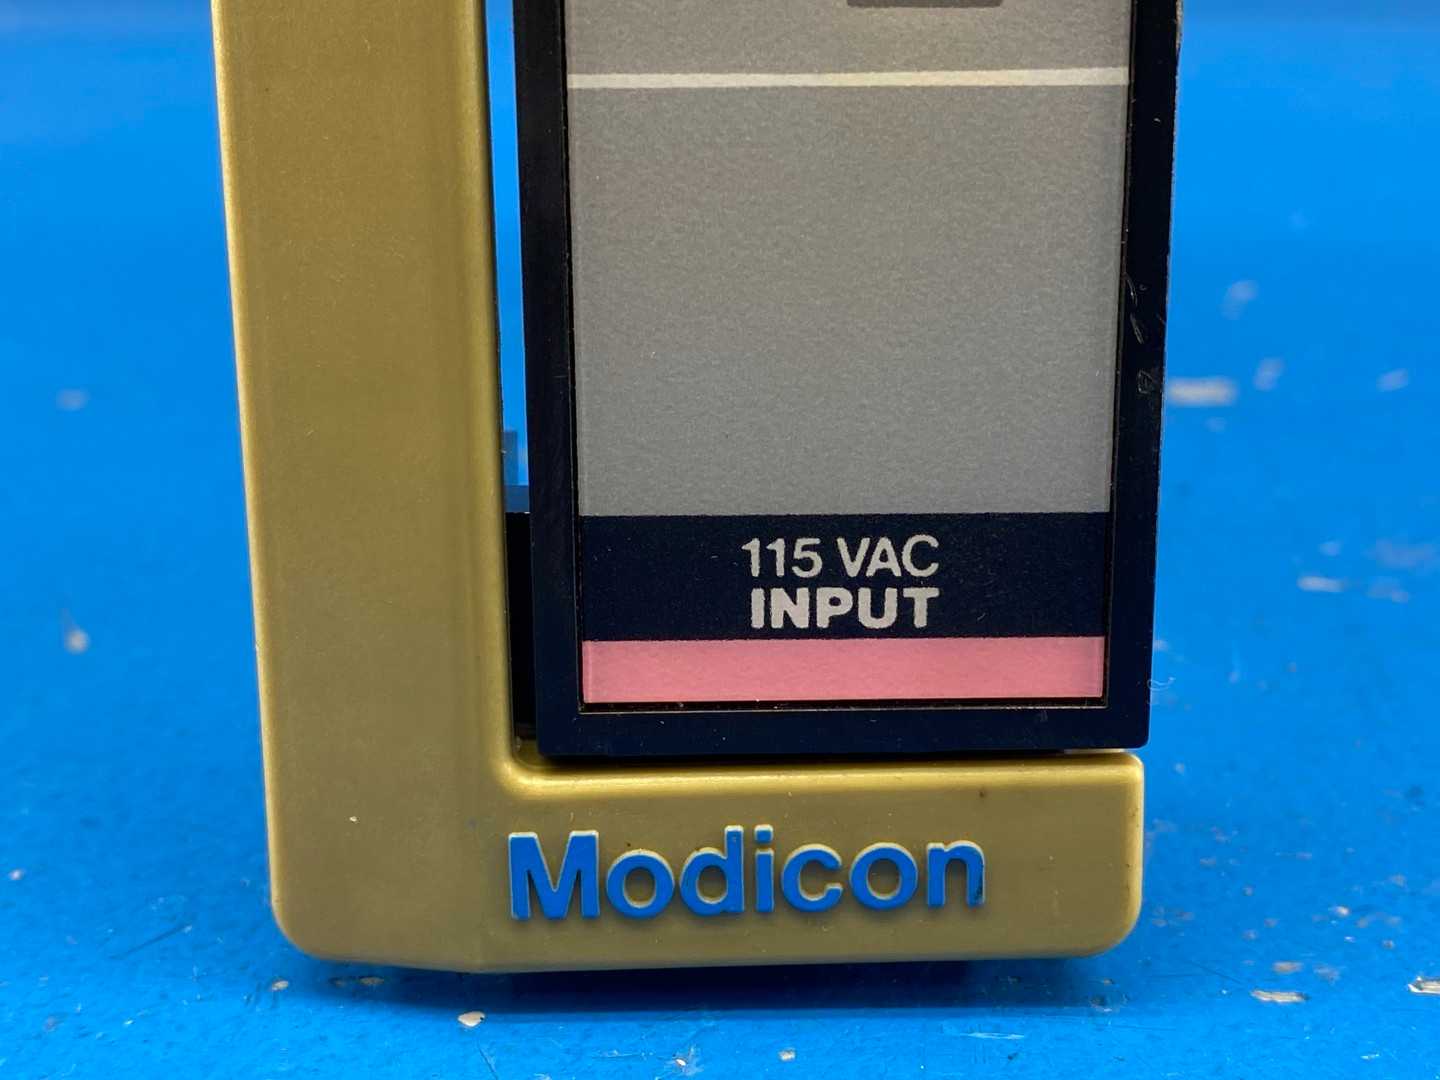 115 VAC
INPUT
Modicon